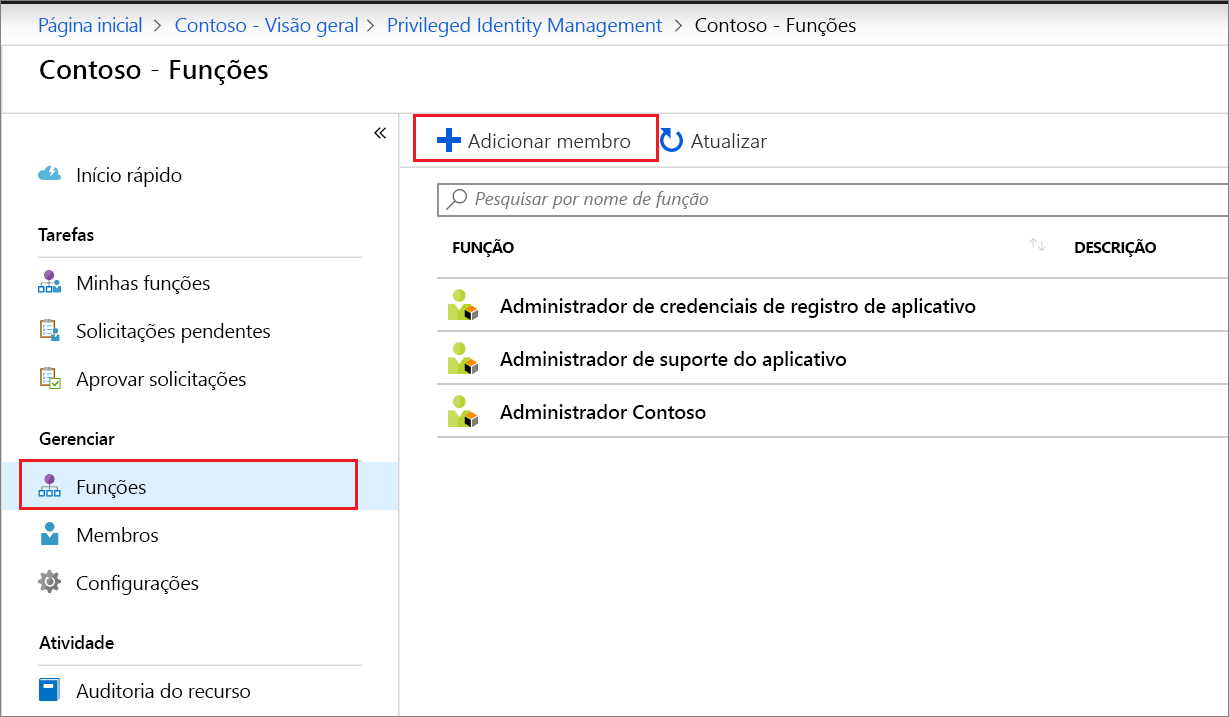 Página inicial > Contoso - Visão geral > Privileged Identity Management > Contoso - Funções
Contoso - Funções
«
Início rápido
Tarefas
Minhas funções
Solicitações pendentes
Aprovar solicitações
Gerenciar
Funções
Membros
Configurações
Atividade
Auditoria do recurso
Adicionar membro Atualizar
Pesquisar por nome de função
FUNÇÃO DESCRIÇÃO
Administrador de credenciais de registro de aplicativo
Administrador de suporte do aplicativo
Administrador Contoso